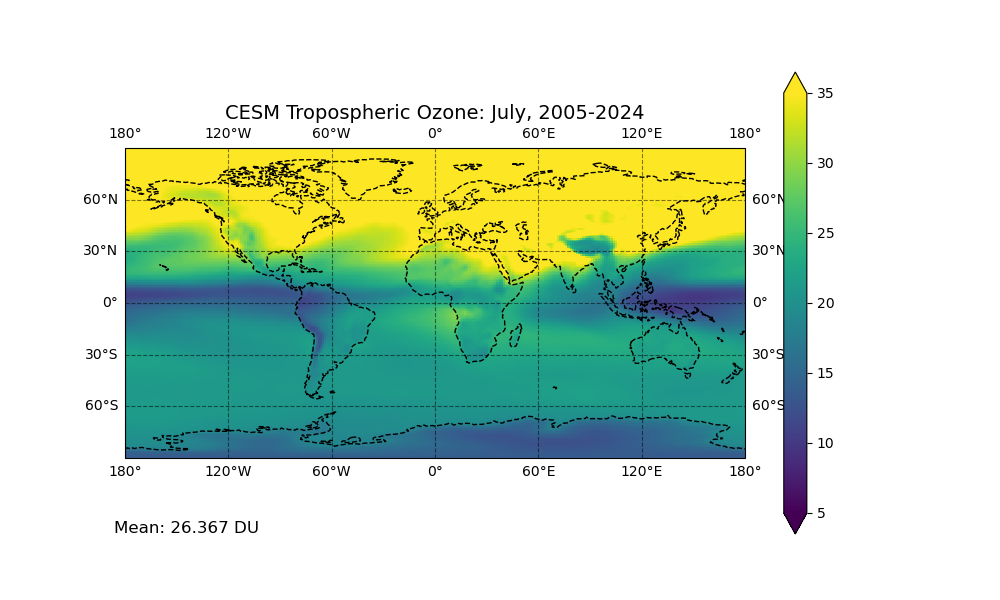 CESM Tropospheric Ozone: July, 2005-2024
180° 120°W 60°W 0° 60°E 120°E 180°
60°N 60°N
30°N 30°N
0° 0°
30°S 30°S
60°S 60°S
180° 120°W 60°W 0° 60°E 120°E 180°
35
30
25
20
15
10
5
Mean: 26.367 DU